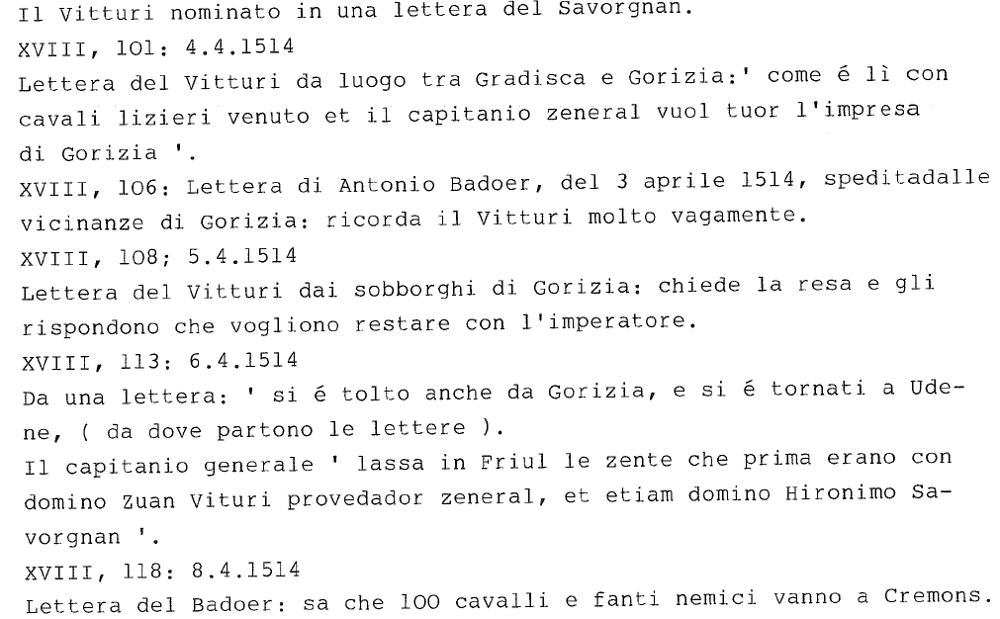 Il Vitturi nominato in una lettera del Savorgnan.
XVIII, 101: 4.4.1514
Lettera del Vitturi da luogo tra Gradisca e Gorizia:' come é lì con
cavali lizieri venuto et il capitanio zeneral vuol tuor l'impresa
di Gorizia '.
XVIII, 106: Lettera di Antonio Badoer, del 3 aprile 1514, speditadalle
vicinanze di Gorizia: ricorda il Vitturi molto vagamente.
XVIII, 108; 5.4.1514
Lettera del Vitturi dai sobborghi di Gorizia: chiede la resa e gli
rispondono che vogliono restare con l'imperatore.
XVIII, 113: 6.4.1514
Da una lettera: ' si é tolto anche da Gorizia, e si é tornati a Ude-
ne, ( da dove partono le lettere ).
Il capitanio generale ' lassa in Friul le zente che prima erano con
domino Zuan Vituri provedador zeneral, et etiam domino Hironimo Sa-
vorgnan '.
XVIII, 118: 8.4.1514
Lettera del Badoer: sa che 100 cavalli e fanti nemici vanno a Cremons.